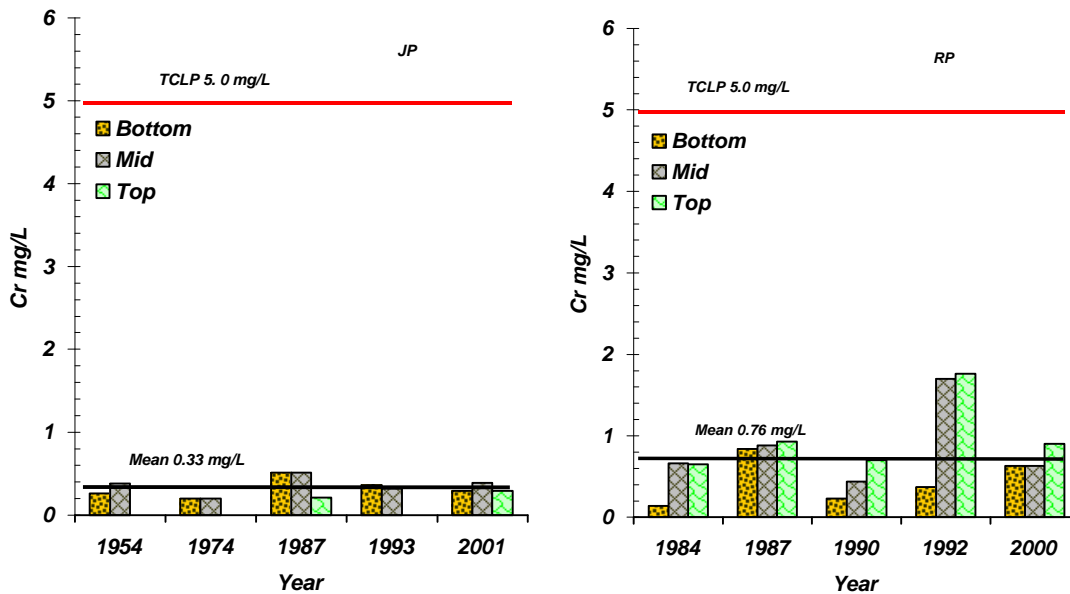 JP
TCLP 5. 0 mg/L
Bottom
Mid
Top
Mean 0.33 mg/L
Cr mg/L
6
5
4
3
2
1
0
1954 1974 1987 1993 2001
Year
RP
TCLP 5.0 mg/L
Bottom
Mid
Top
Mean 0.76 mg/L
Cr mg/L
6
5
4
3
2
1
0
1984 1987 1990 1992 2000
Year